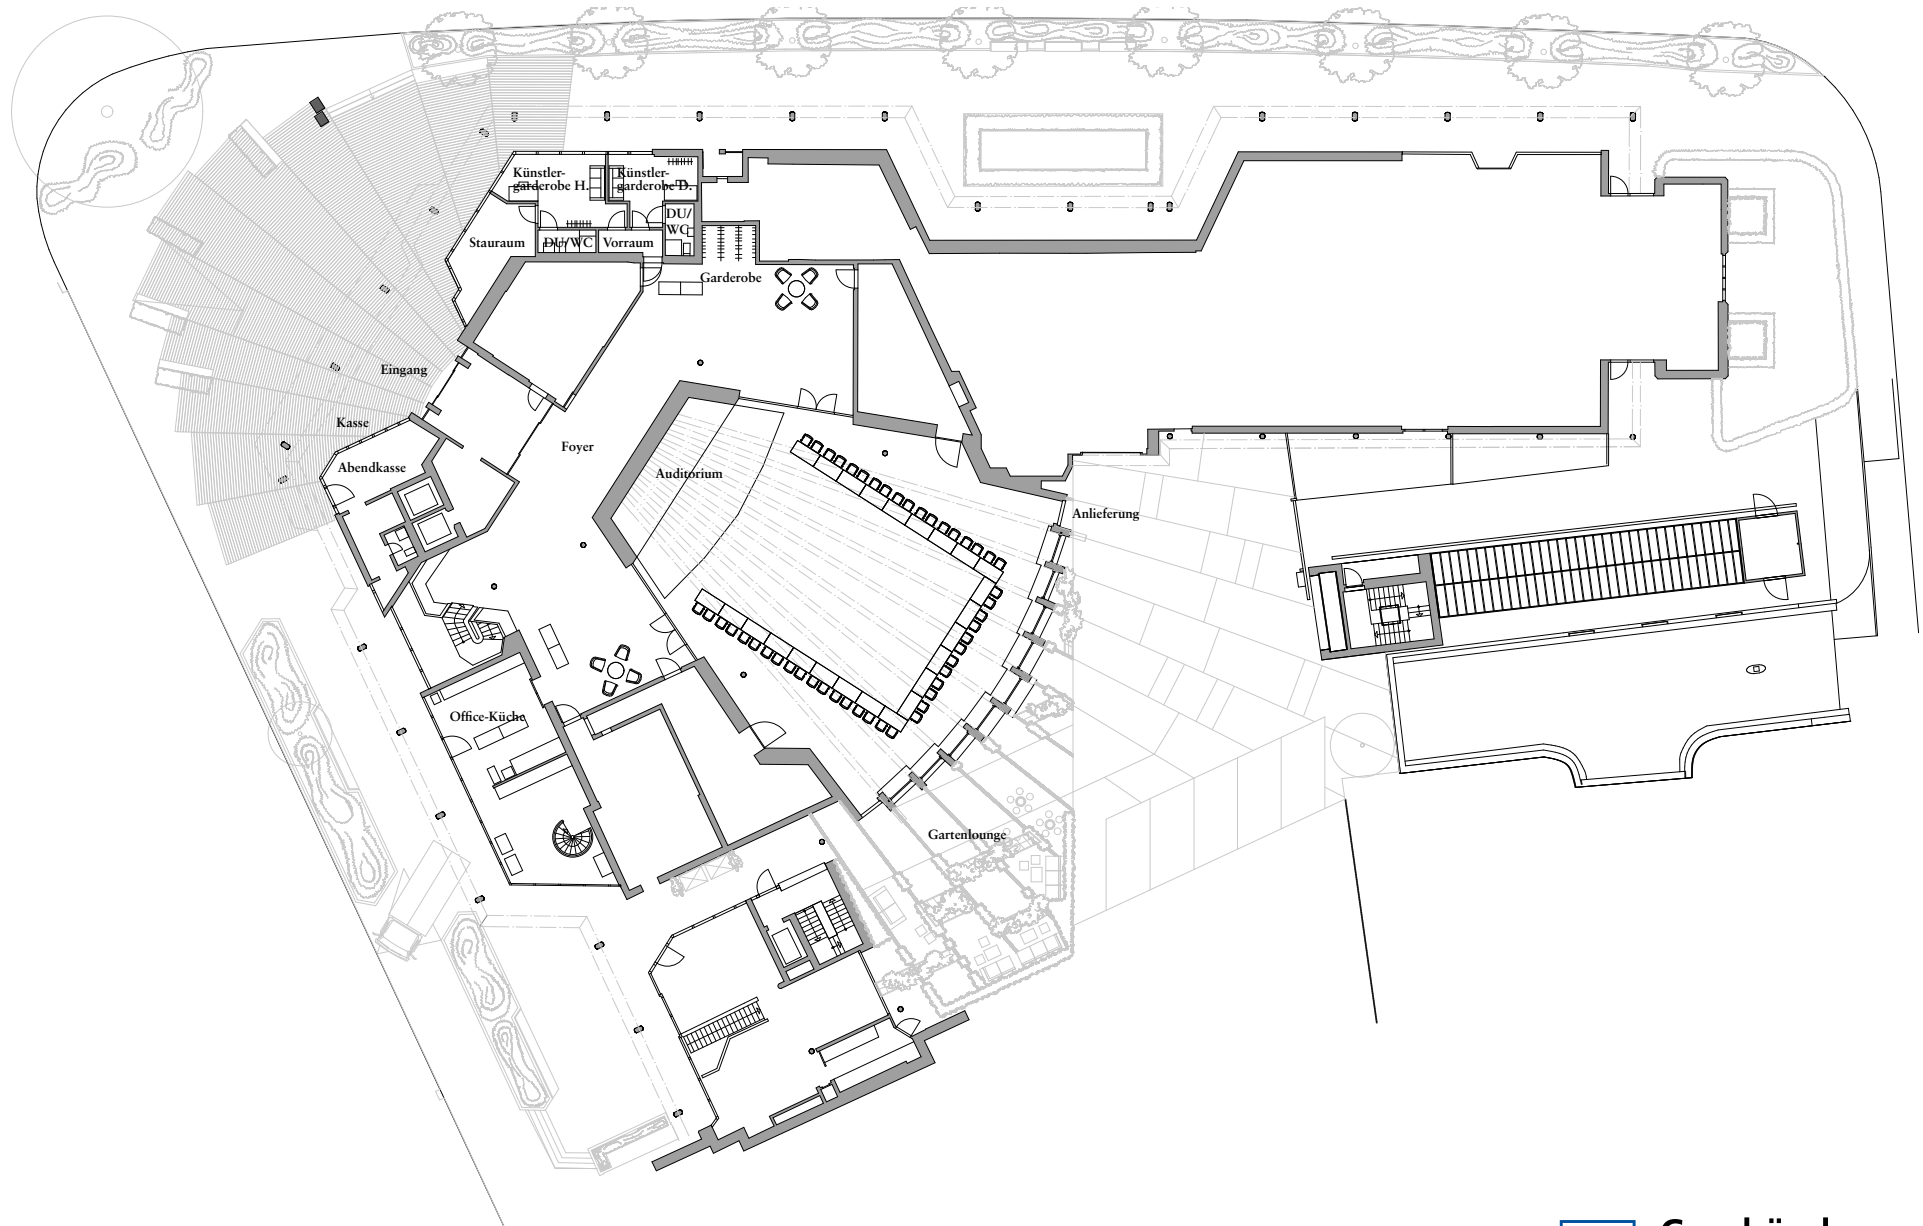 Künstler-
garderobe H.
Künstler-
garderobe D.
DU/
WC
Stauraum
DU/WC
Vorraum
Garderobe
Eingang
Kasse
Foyer
Abendkasse
Auditorium
Anlieferung
Office-Küche
Gartenlounge